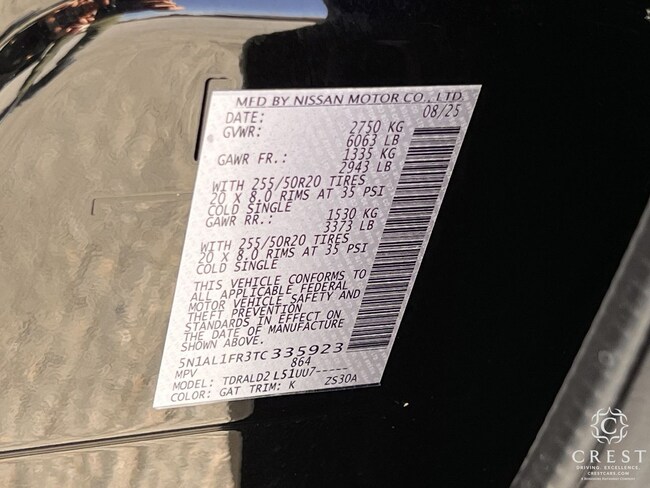 MFD BY NISSAN MOTOR CO., LTD.
DATE: 08/25
GVWR: 2750 KG
6063 LB
GAWR FR.: 1335 KG
2943 LB
WITH 255/50R20 TIRES
20 X 8.0 RIMS AT 35 PSI
COLD SINGLE
GAWR RR.: 1530 KG
3373 LB
WITH 255/50R20 TIRES
20 X 8.0 RIMS AT 35 PSI
COLD SINGLE
THIS VEHICLE CONFORMS TO
ALL APPLICABLE FEDERAL
MOTOR VEHICLE SAFETY AND
THEFT PREVENTION
STANDARDS IN EFFECT ON
THE DATE OF MANUFACTURE
SHOWN ABOVE.
5N1AL1FR3TC335923
MPV 864
MODEL: TDRALD2L51UU7-----
COLOR: GAT TRIM: K ZS30A
C
CREST
DRIVING. EXCELLENCE.
CRESTCARS.COM